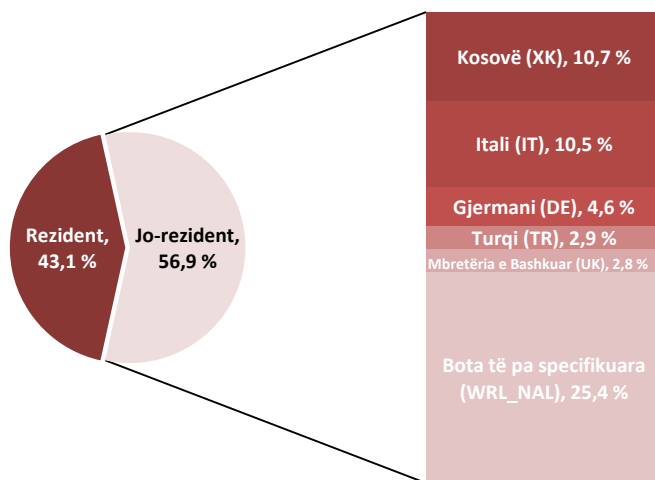 Rezident,
43,1 %
Jo-rezident,
56,9 %
Kosovë (XK), 10,7 %
Itali (IT), 10,5 %
Gjermani (DE), 4,6 %
Turqi (TR), 2,9 %
Mbretëria e Bashkuar (UK), 2,8 %
Bota të pa specifikuara
(WRL_NAL), 25,4 %